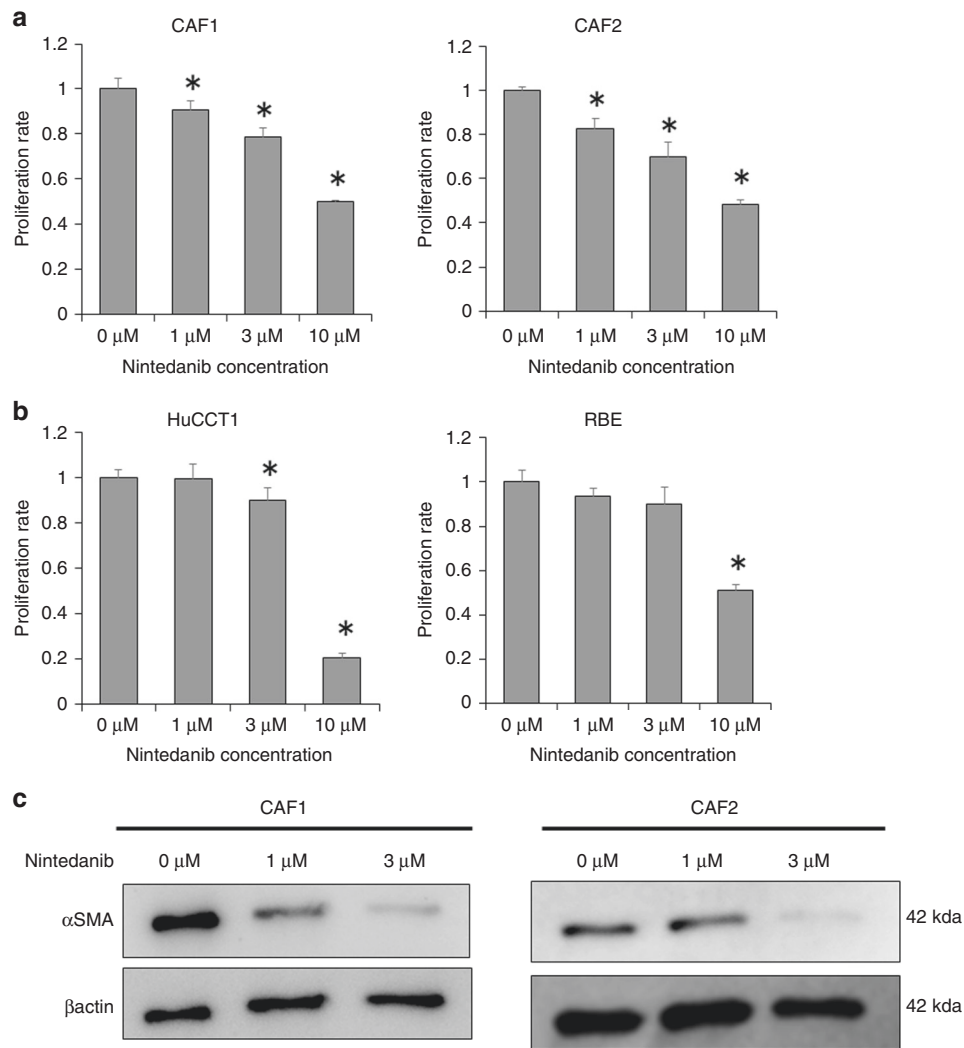 a
CAF1
1.2
1
0.8
0.6
0.4
0.2
0
Proliferation rate
*
*
*
0 μM 1 μM 3 μM 10 μM
Nintedanib concentration
CAF2
1.2
1
0.8
0.6
0.4
0.2
0
Proliferation rate
*
*
*
0 μM 1 μM 3 μM 10 μM
Nintedanib concentration
b
HuCCT1
1.2
1
0.8
0.6
0.4
0.2
0
Proliferation rate
*
*
0 μM 1 μM 3 μM 10 μM
Nintedanib concentration
RBE
1.2
1
0.8
0.6
0.4
0.2
0
Proliferation rate
*
0 μM 1 μM 3 μM 10 μM
Nintedanib concentration
c
CAF1 CAF2
Nintedanib 0 μM 1 μM 3 μM 0 μM 1 μM 3 μM
αSMA 42 kda
βactin 42 kda